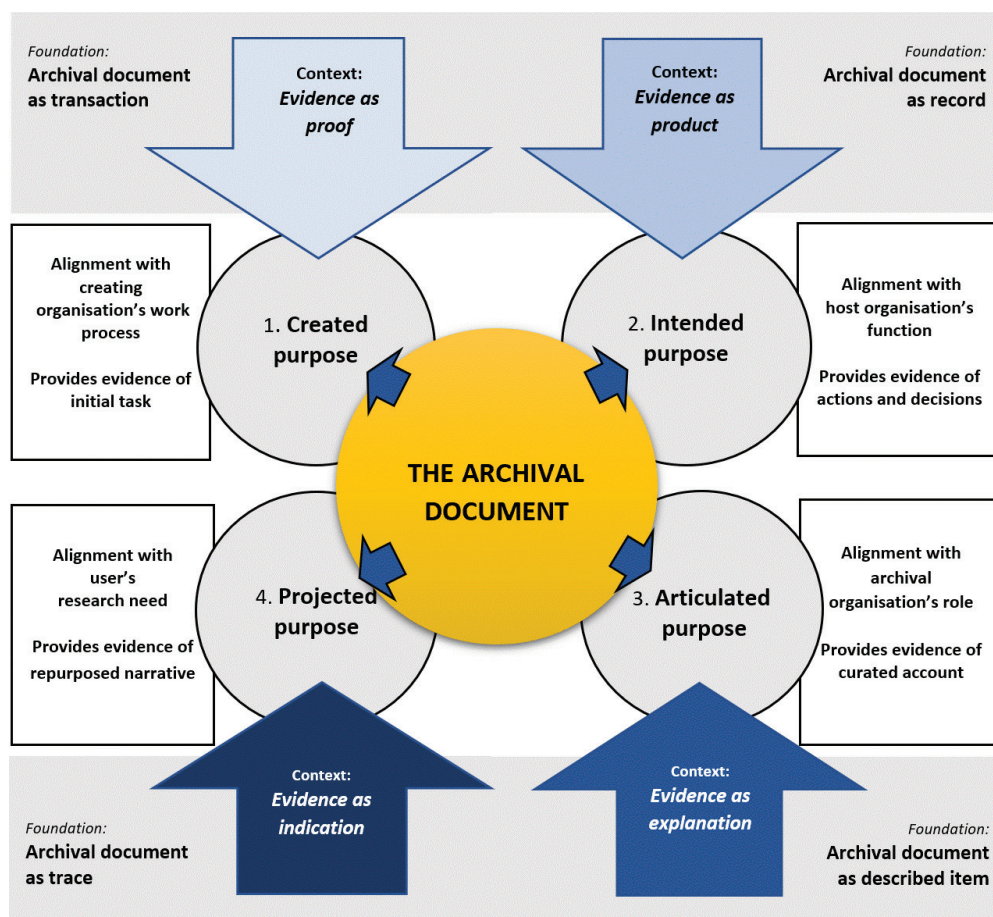 Foundation:
Archival document
as transaction
Context:
Evidence as
proof
Context:
Evidence as
product
Foundation:
Archival document
as record
Alignment with
creating
organisation's work
process
Provides evidence of
initial task
1. Created
purpose
2. Intended
purpose
Alignment with
host organisation's
function
Provides evidence of
actions and decisions
THE ARCHIVAL
DOCUMENT
Alignment with
user's
research need
Provides evidence of
repurposed narrative
4. Projected
purpose
3. Articulated
purpose
Alignment with
archival
organisation's role
Provides evidence of
curated account
Foundation:
Archival document
as trace
Context:
Evidence as
indication
Context:
Evidence as
explanation
Foundation:
Archival document
as described item